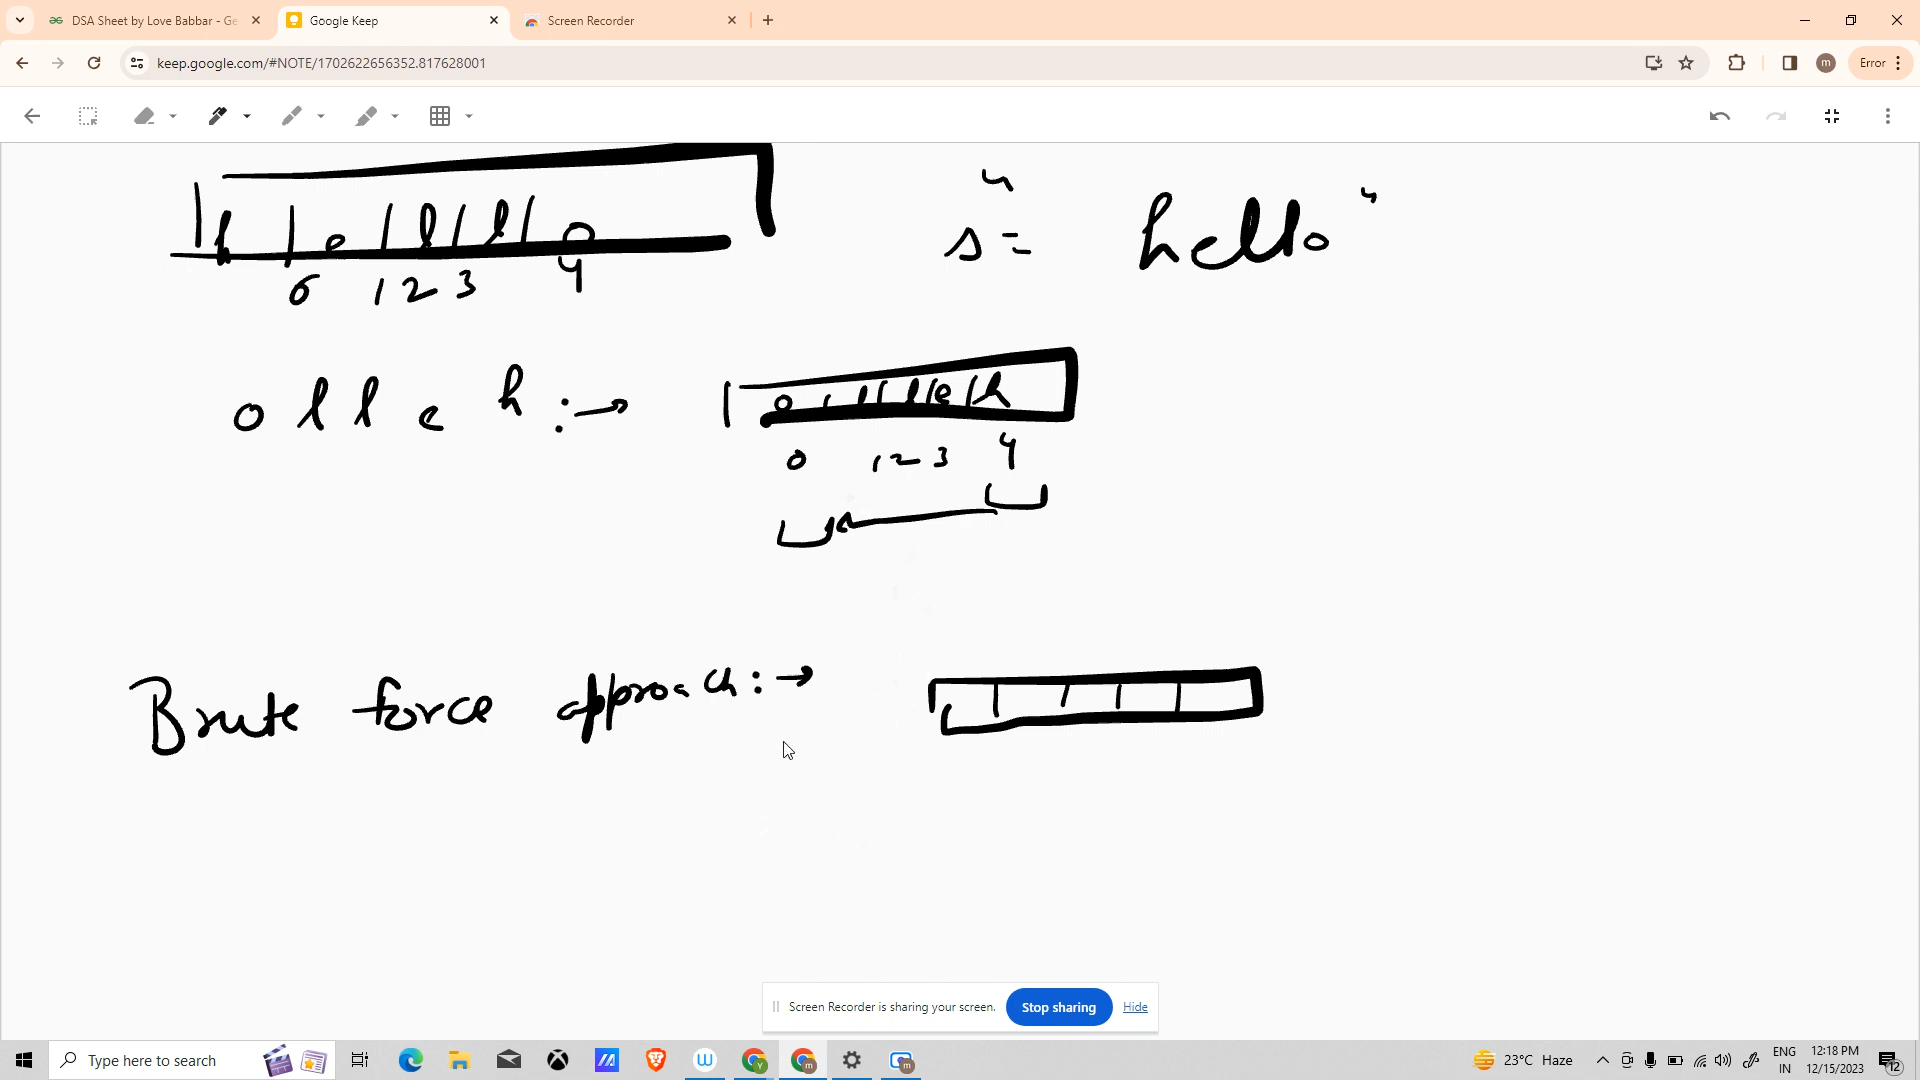 DSA Sheet by Love Babbar - Ge
Google Keep
Screen Recorder
keep.google.com/#NOTE/1702622656352.817628001
m
Error
h e l l o
0 1 2 3 4
s = " hello "
o l l e h :→
o l l e h
0 1 2 3 4
Brute force approach :→
Screen Recorder is sharing your screen.
Stop sharing
Hide
Type here to search
23°C Haze
ENG
IN
12:18 PM
12/15/2023
12